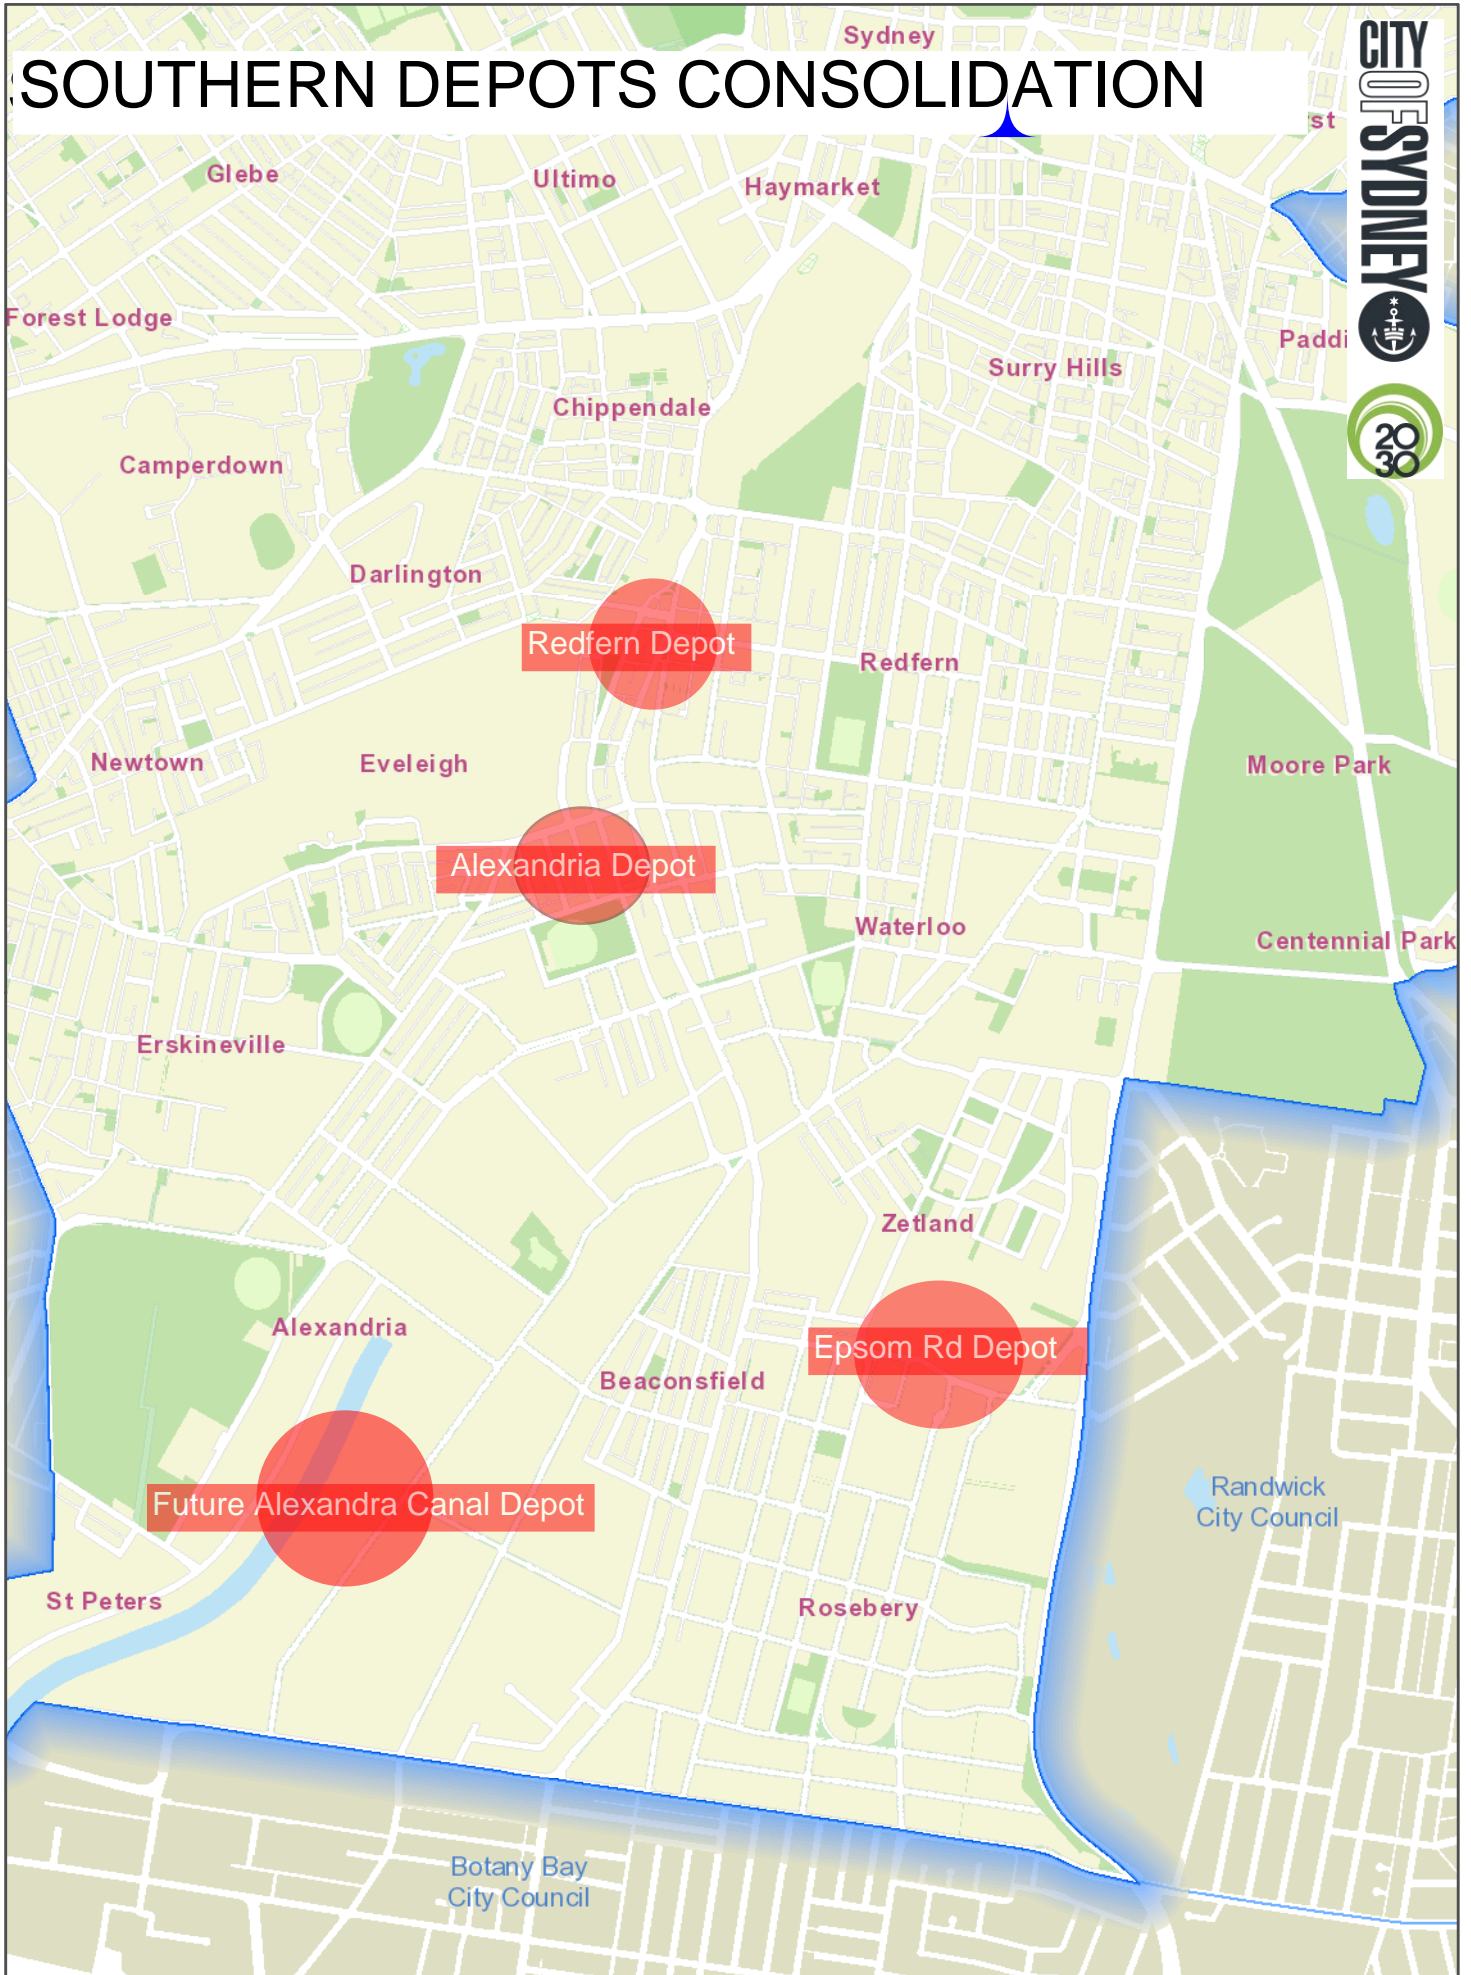 Sydney
SOUTHERN DEPOTS CONSOLIDATION
CITY OF SYDNEY
st
Glebe
Ultimo
Haymarket
Forest Lodge
Paddi
Surry Hills
Chippendale
2030
Camperdown
Darlington
Redfern Depot
Redfern
Newtown
Eveleigh
Moore Park
Alexandria Depot
Waterloo
Centennial Park
Erskineville
Zetland
Alexandria
Epsom Rd Depot
Beaconsfield
Future Alexandra Canal Depot
Randwick
City Council
St Peters
Rosebery
Botany Bay
City Council